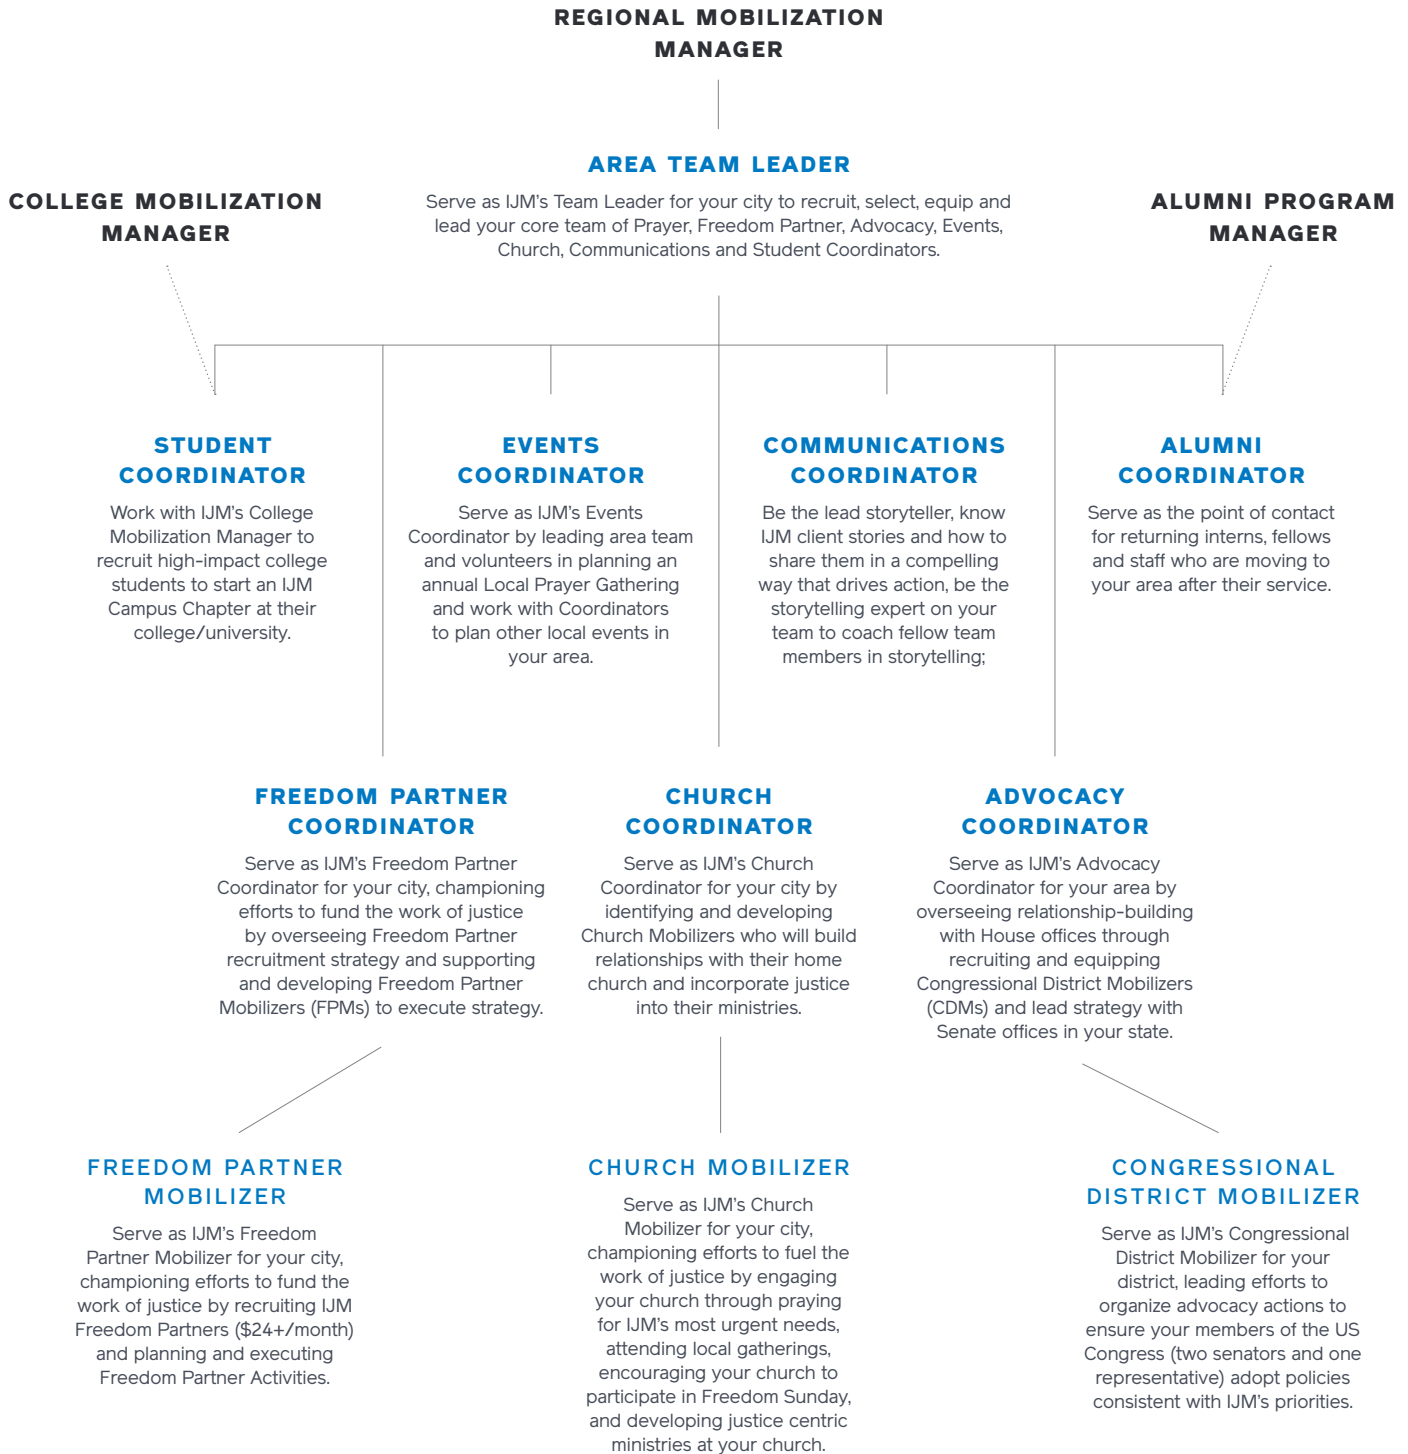 REGIONAL MOBILIZATION
MANAGER
AREA TEAM LEADER
Serve as IJM's Team Leader for your city to recruit, select, equip and
lead your core team of Prayer, Freedom Partner, Advocacy, Events,
Church, Communications and Student Coordinators.
COLLEGE MOBILIZATION
MANAGER
ALUMNI PROGRAM
MANAGER
STUDENT
COORDINATOR
Work with IJM's College
Mobilization Manager to
recruit high-impact college
students to start an IJM
Campus Chapter at their
college/university.
EVENTS
COORDINATOR
Serve as IJM's Events
Coordinator by leading area team
and volunteers in planning an
annual Local Prayer Gathering
and work with Coordinators
to plan other local events in
your area.
COMMUNICATIONS
COORDINATOR
Be the lead storyteller, know
IJM client stories and how to
share them in a compelling
way that drives action, be the
storytelling expert on your
team to coach fellow team
members in storytelling;
ALUMNI
COORDINATOR
Serve as the point of contact
for returning interns, fellows
and staff who are moving to
your area after their service.
FREEDOM PARTNER
COORDINATOR
Serve as IJM's Freedom Partner
Coordinator for your city, championing
efforts to fund the work of justice
by overseeing Freedom Partner
recruitment strategy and supporting
and developing Freedom Partner
Mobilizers (FPMs) to execute strategy.
CHURCH
COORDINATOR
Serve as IJM's Church
Coordinator for your city by
identifying and developing
Church Mobilizers who will build
relationships with their home
church and incorporate justice
into their ministries.
ADVOCACY
COORDINATOR
Serve as IJM's Advocacy
Coordinator for your area by
overseeing relationship-building
with House offices through
recruiting and equipping
Congressional District Mobilizers
(CDMs) and lead strategy with
Senate offices in your state.
FREEDOM PARTNER
MOBILIZER
Serve as IJM's Freedom
Partner Mobilizer for your city,
championing efforts to fund the
work of justice by recruiting IJM
Freedom Partners ($24+/month)
and planning and executing
Freedom Partner Activities.
CHURCH MOBILIZER
Serve as IJM's Church
Mobilizer for your city,
championing efforts to fuel the
work of justice by engaging
your church through praying
for IJM's most urgent needs,
attending local gatherings,
encouraging your church to
participate in Freedom Sunday,
and developing justice centric
ministries at your church.
CONGRESSIONAL
DISTRICT MOBILIZER
Serve as IJM's Congressional
District Mobilizer for your
district, leading efforts to
organize advocacy actions to
ensure your members of the US
Congress (two senators and one
representative) adopt policies
consistent with IJM's priorities.